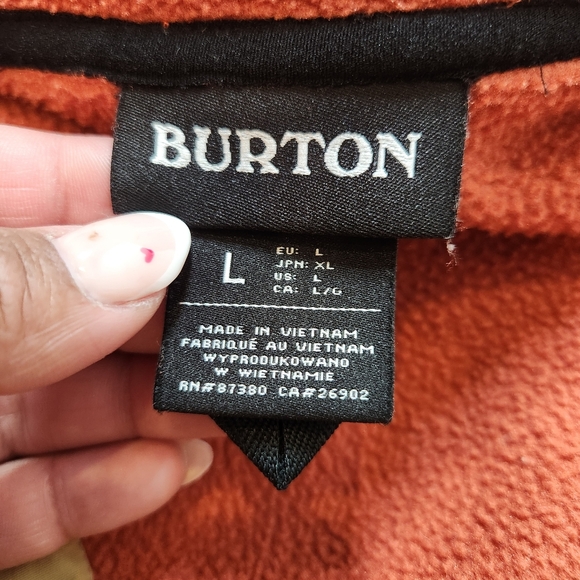 BURTON
L
EU: L
JPN: XL
US: L
CA: L/G
MADE IN VIETNAM
FABRIQUÉ AU VIETNAM
WYPRODUKOWANO
W WIETNAMIE
RN#87380 CA#26902